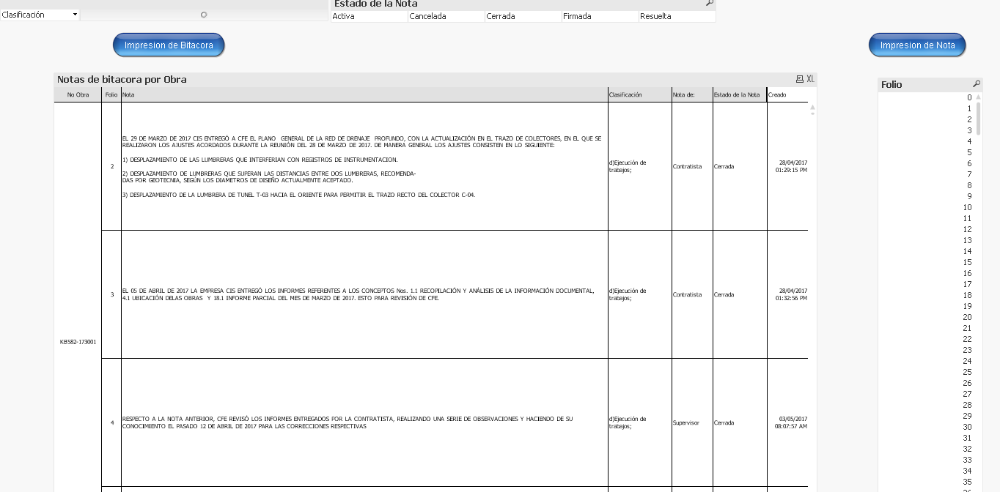 Clasificación
Estado de la Nota
Activa Cancelada Cerrada Firmada Resuelta
Impresion de Bitacora
Impresion de Nota
Notas de bitacora por Obra
XL
No Obra Folio Nota Clasificación Nota de: Estado de la Nota Creado
KB582-173001
2
EL 29 DE MARZO DE 2017 CIS ENTREGÓ A CFE EL PLANO GENERAL DE LA RED DE DRENAJE PROFUNDO, CON LA ACTUALIZACIÓN EN EL TRAZO DE COLECTORES, EN EL QUE SE
REALIZARON LOS AJUSTES ACORDADOS DURANTE LA REUNIÓN DEL 28 DE MARZO DE 2017. DE MANERA GENERAL LOS AJUSTES CONSISTEN EN LO SIGUIENTE:
1) DESPLAZAMIENTO DE LAS LUMBRERAS QUE INTERFERIAN CON REGISTROS DE INSTRUMENTACION.
2) DESPLAZAMIENTO DE LUMBRERAS QUE SUPERAN LAS DISTANCIAS ENTRE DOS LUMBRERAS, RECOMENDA-
DAS POR GEOTECNIA, SEGÚN LOS DIAMETROS DE DISEÑO ACTUALMENTE ACEPTADO.
3) DESPLAZAMIENTO DE LA LUMBRERA DE TUNEL T-03 HACIA EL ORIENTE PARA PERMITIR EL TRAZO RECTO DEL COLECTOR C-04.
d)Ejecución de
trabajos;
Contratista
Cerrada
28/04/2017
01:29:15 PM
3
EL 05 DE ABRIL DE 2017 LA EMPRESA CIS ENTREGÓ LOS INFORMES REFERENTES A LOS CONCEPTOS Nos. 1.1 RECOPILACIÓN Y ANÁLISIS DE LA INFORMACIÓN DOCUMENTAL,
4.1 UBICACIÓN DELAS OBRAS Y 18.1 INFORME PARCIAL DEL MES DE MARZO DE 2017. ESTO PARA REVISIÓN DE CFE.
d)Ejecución de
trabajos;
Contratista
Cerrada
28/04/2017
01:32:56 PM
4
RESPECTO A LA NOTA ANTERIOR, CFE REVISÓ LOS INFORMES ENTREGADOS POR LA CONTRATISTA, REALIZANDO UNA SERIE DE OBSERVACIONES Y HACIENDO DE SU
CONOCIMIENTO EL PASADO 12 DE ABRIL DE 2017 PARA LAS CORRECCIONES RESPECTIVAS
d)Ejecución de
trabajos;
Supervisor
Cerrada
03/05/2017
08:07:57 AM
Folio
0
1
2
3
4
5
6
7
8
9
10
11
12
13
14
15
16
17
18
19
20
21
22
23
24
25
26
27
28
29
30
31
32
33
34
35